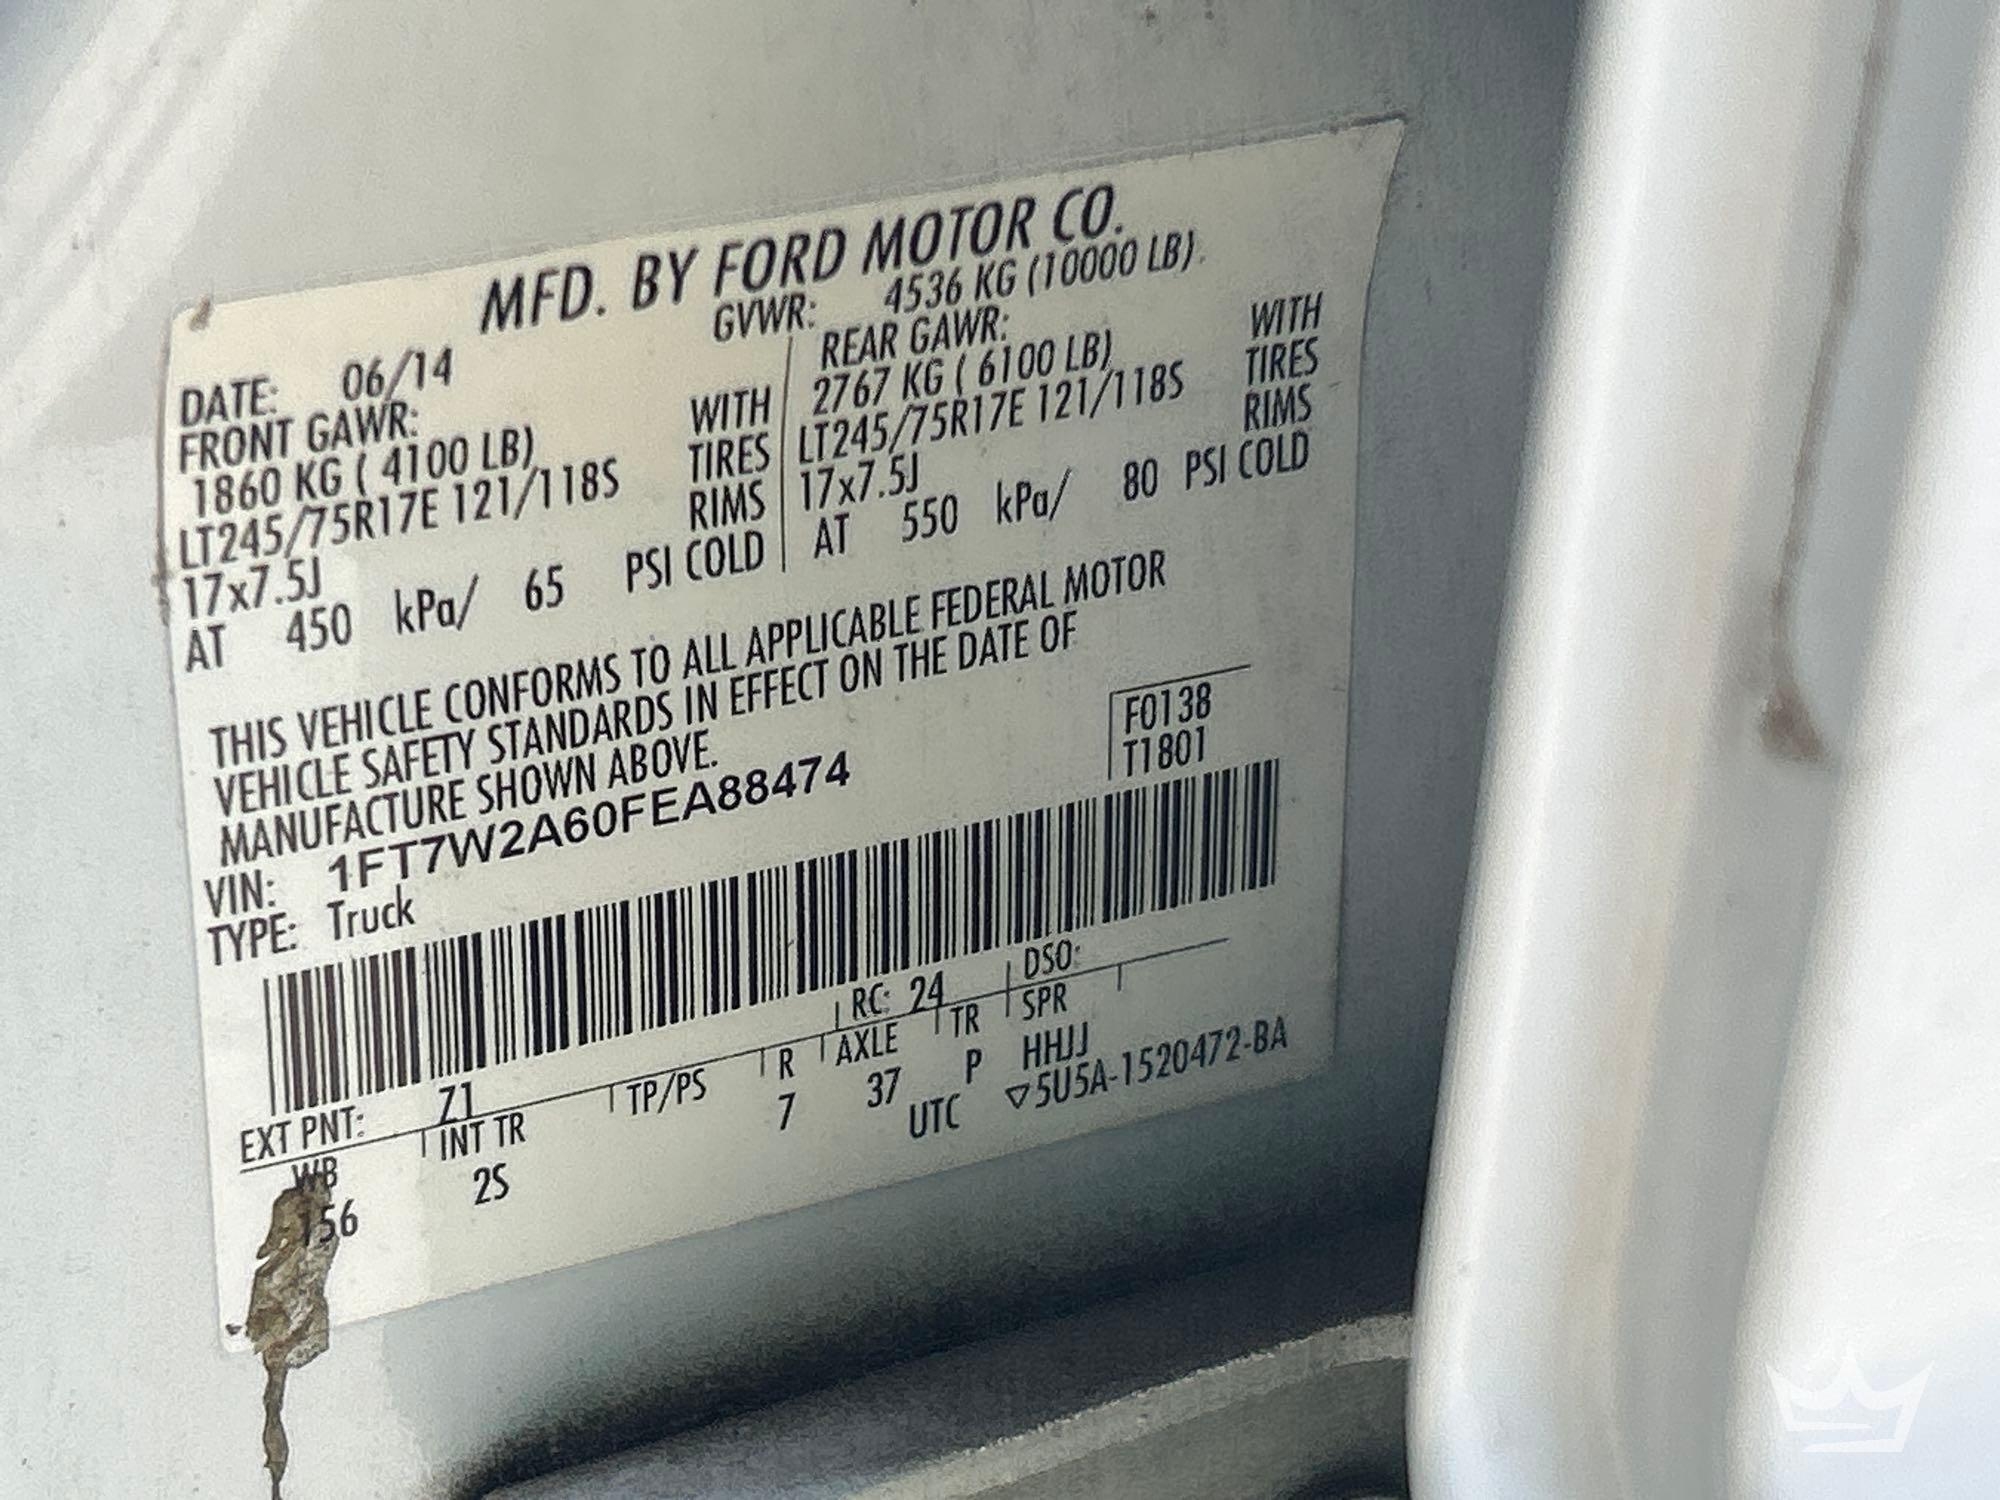 MFD. BY FORD MOTOR CO.
GVWR: 4536 KG (10000 LB)
DATE: 06/14
FRONT GAWR:
1860 KG ( 4100 LB) WITH
LT245/75R17E 121/118S TIRES
17x7.5J RIMS
AT 450 kPa/ 65 PSI COLD
REAR GAWR:
2767 KG ( 6100 LB) WITH
LT245/75R17E 121/118S TIRES
17x7.5J RIMS
AT 550 kPa/ 80 PSI COLD
THIS VEHICLE CONFORMS TO ALL APPLICABLE FEDERAL MOTOR
VEHICLE SAFETY STANDARDS IN EFFECT ON THE DATE OF
MANUFACTURE SHOWN ABOVE.
F0138
T1801
VIN: 1FT7W2A60FEA88474
TYPE: Truck
EXT PNT: Z1 RC: 24 DSO:
WB INT TR TP/PS R AXLE TR SPR
156 2S 7 37 P HHJJ
UTC ▽5U5A-1520472-BA